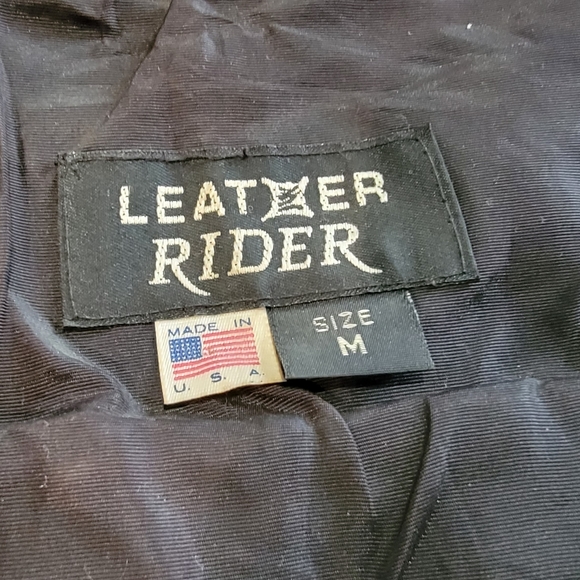 LEATHER
RIDER
MADE IN
U. S. A.
SIZE
M